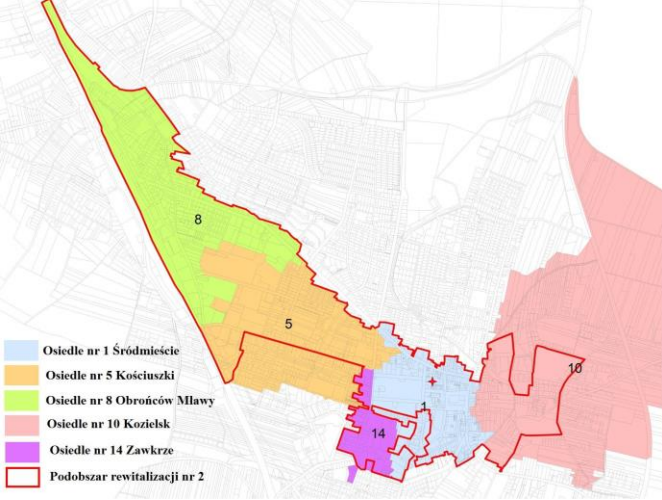 8
5
10
1
14
Osiedle nr 1 Śródmieście
Osiedle nr 5 Kościuszki
Osiedle nr 8 Obrońców Mławy
Osiedle nr 10 Kozielsk
Osiedle nr 14 Zawkrze
Podobszar rewitalizacji nr 2